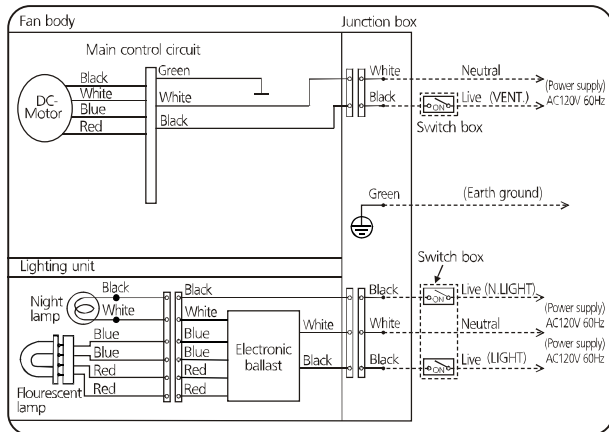 Fan body
Junction box
Main control circuit
Black
White
Blue
Red
DC-
Motor
Green
White
Black
White
Black
Neutral
Live (VENT.)
ON
Switch box
(Power supply)
AC120V 60Hz
Green
(Earth ground)
Lighting unit
Night
lamp
Black
White
Blue
Blue
Red
Red
Flourescent
lamp
Black
White
Blue
Blue
Red
Red
Electronic
ballast
White
Black
Black
White
Black
Switch box
ON
Live (N.LIGHT)
Neutral
ON
Live (LIGHT)
(Power supply)
AC120V 60Hz
(Power supply)
AC120V 60Hz